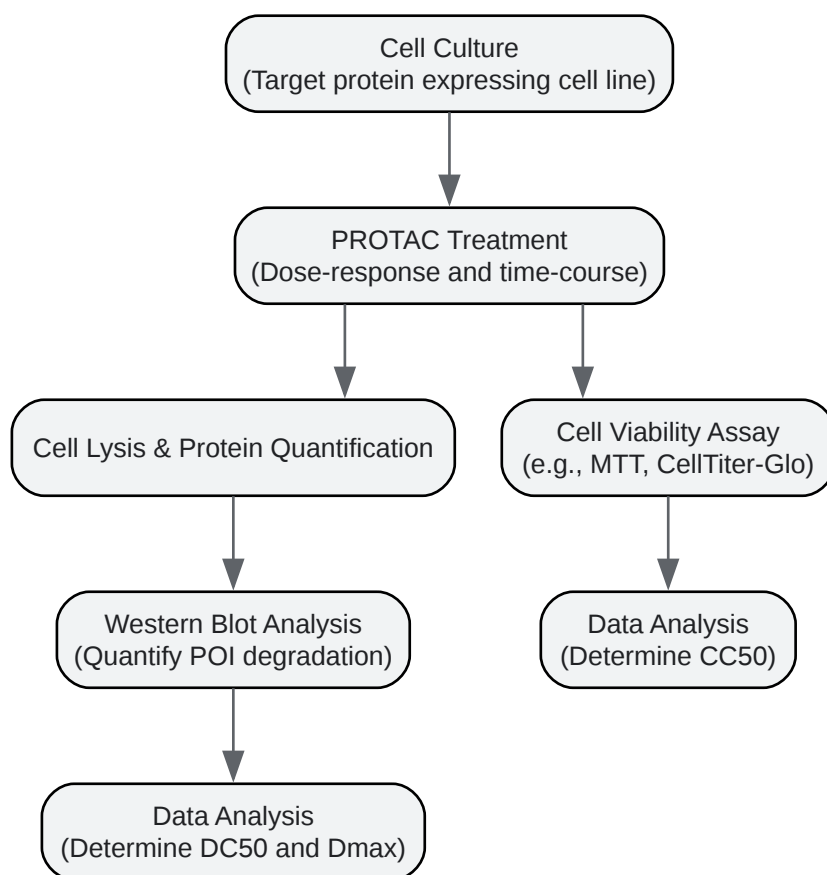 Cell Culture
(Target protein expressing cell line)
PROTAC Treatment
(Dose-response and time-course)
Cell Lysis & Protein Quantification
Cell Viability Assay
(e.g., MTT, CellTiter-Glo)
Western Blot Analysis
(Quantify POI degradation)
Data Analysis
(Determine CC50)
Data Analysis
(Determine DC50 and Dmax)